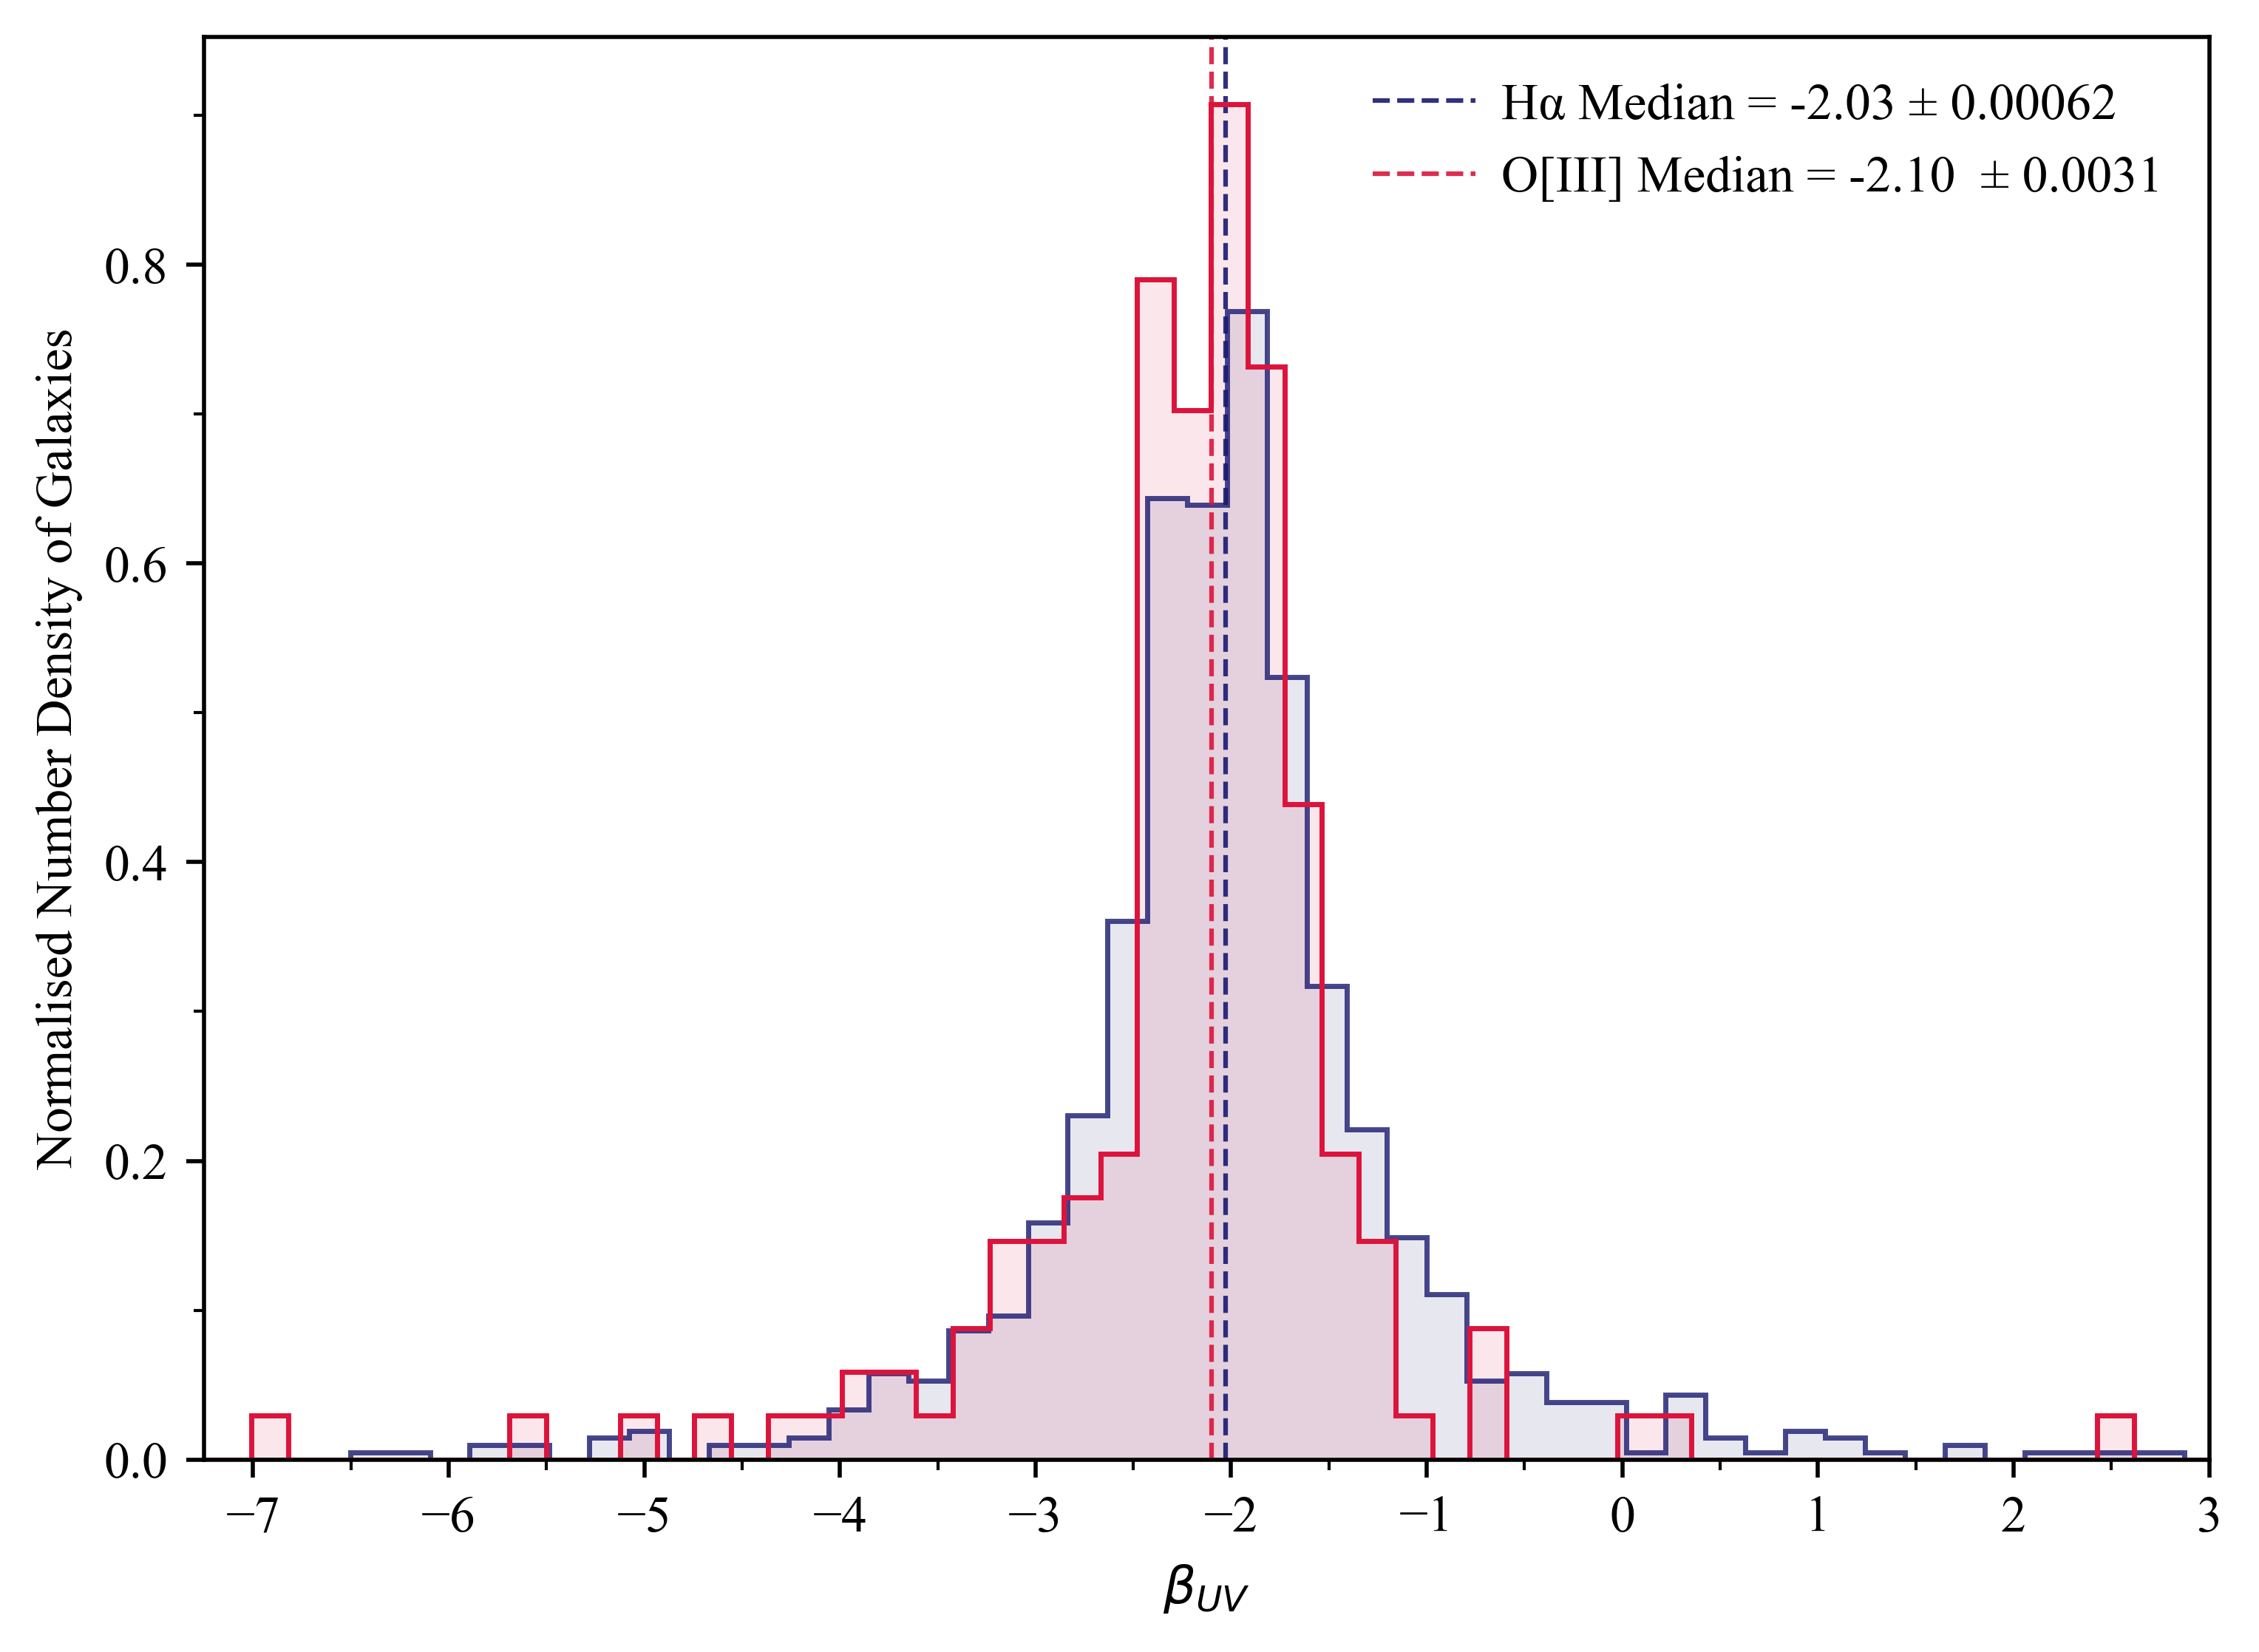 Hα Median = -2.03 ± 0.00062
O[III] Median = -2.10 ± 0.0031
Normalised Number Density of Galaxies
0.8
0.6
0.4
0.2
0.0
−7 −6 −5 −4 −3 −2 −1 0 1 2 3
β_UV